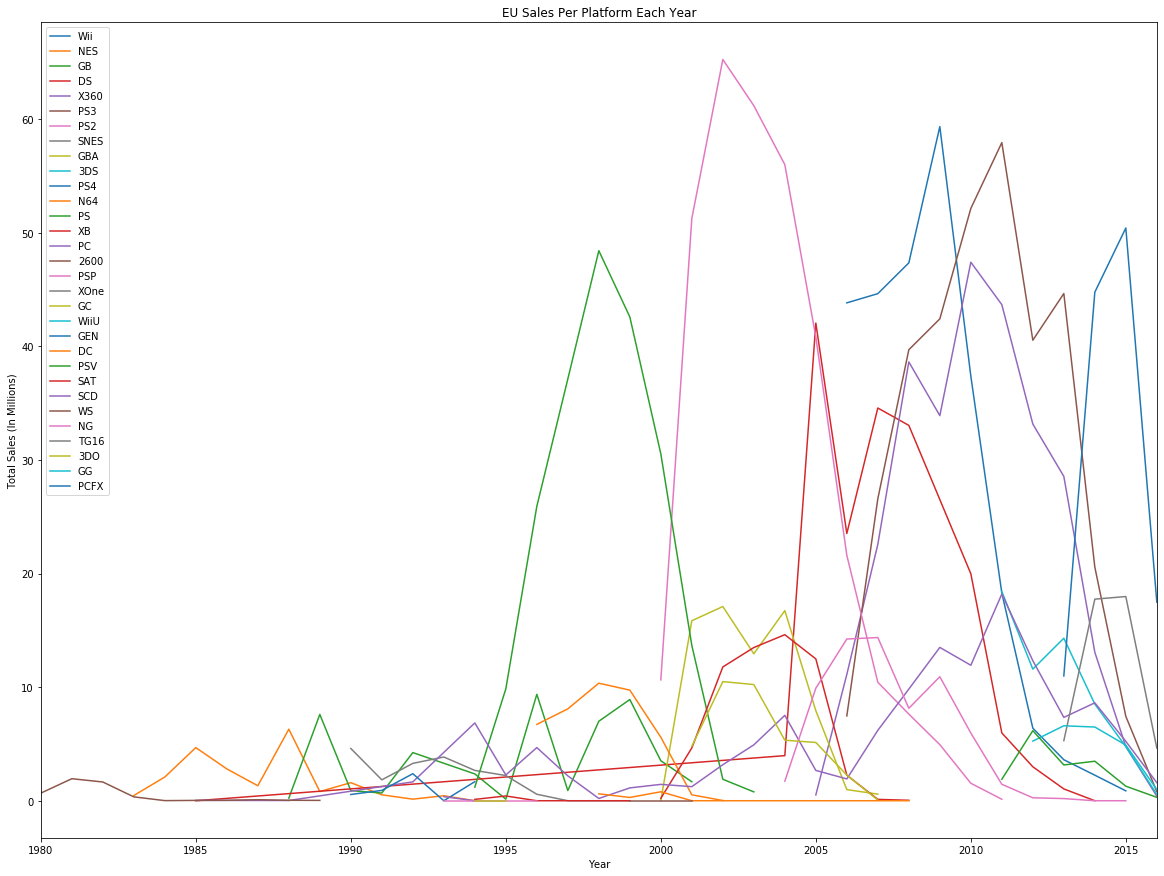 EU Sales Per Platform Each Year
Wii
NES
GB
DS
X360
PS3
PS2
SNES
GBA
3DS
PS4
N64
PS
XB
PC
2600
PSP
XOne
GC
WiiU
GEN
DC
PSV
SAT
SCD
WS
NG
TG16
3DO
GG
PCFX
Total Sales (In Millions)
60
50
40
30
20
10
0
1980 1985 1990 1995 2000 2005 2010 2015
Year